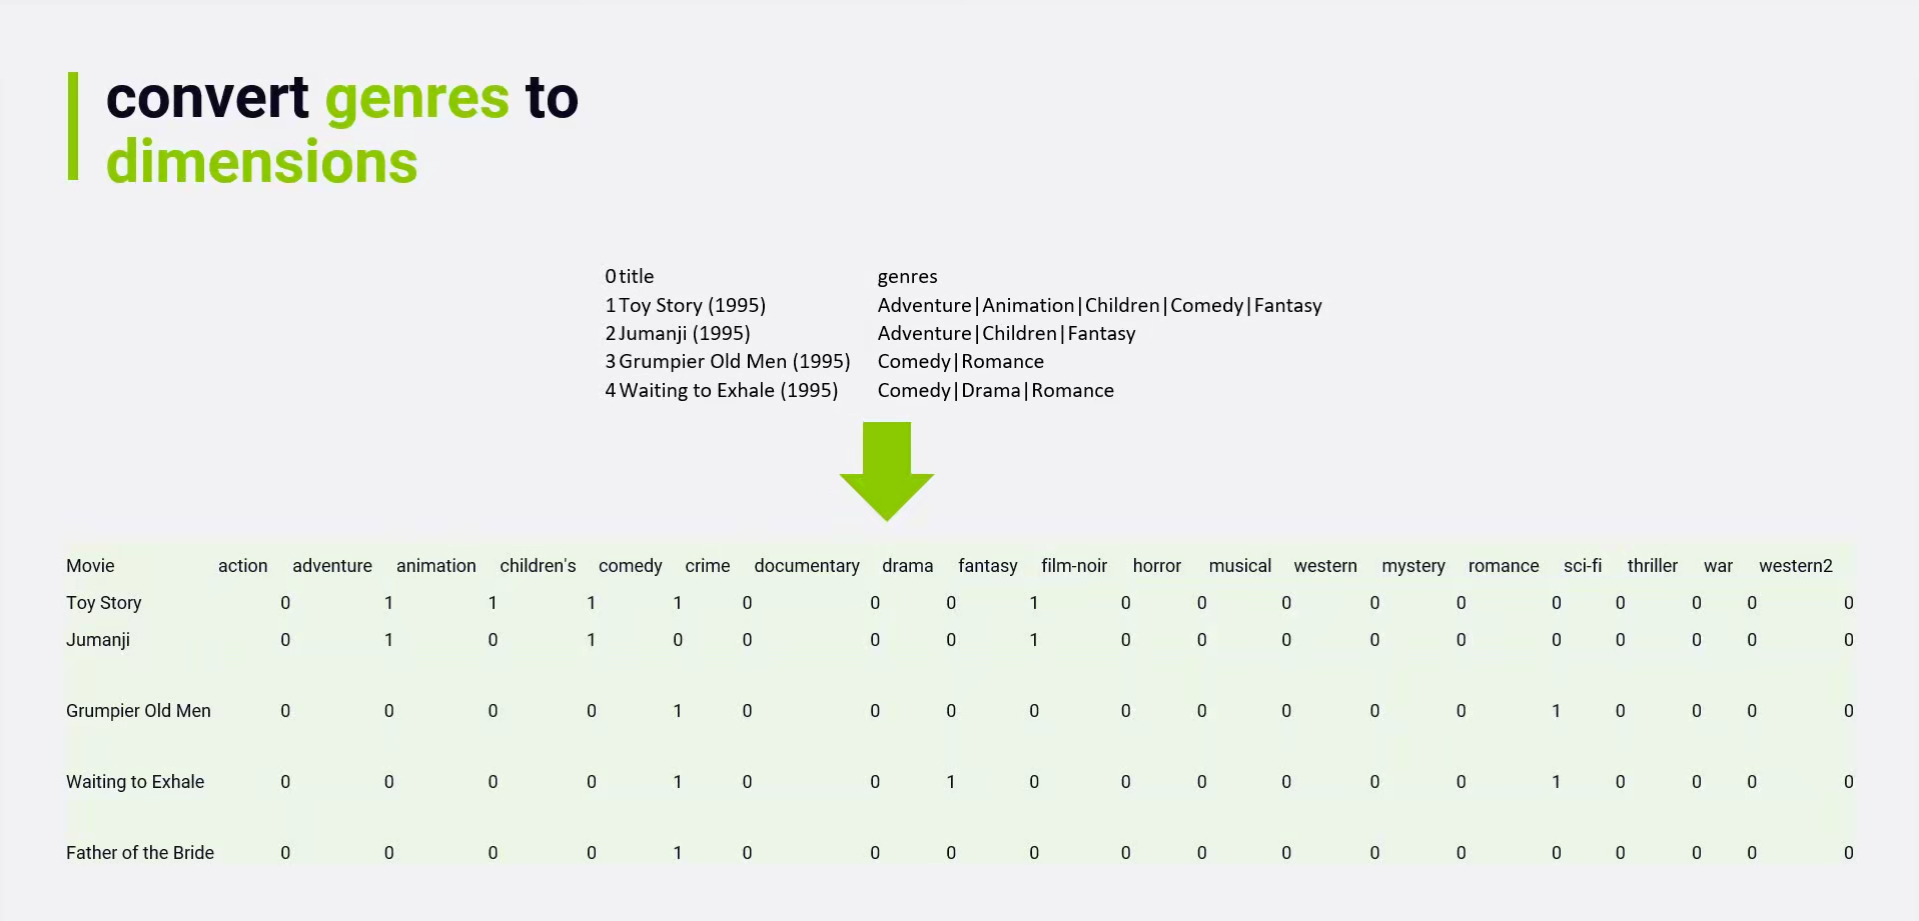 convert genres to
dimensions
0 title genres
1 Toy Story (1995) Adventure|Animation|Children|Comedy|Fantasy
2 Jumanji (1995) Adventure|Children|Fantasy
3 Grumpier Old Men (1995) Comedy|Romance
4 Waiting to Exhale (1995) Comedy|Drama|Romance
Movie action adventure animation children's comedy crime documentary drama fantasy film-noir horror musical western mystery romance sci-fi thriller war western2
Toy Story 0 1 1 1 1 0 0 0 1 0 0 0 0 0 0 0 0 0 0
Jumanji 0 1 0 1 0 0 0 0 1 0 0 0 0 0 0 0 0 0 0
Grumpier Old Men 0 0 0 0 1 0 0 0 0 0 0 0 0 0 1 0 0 0 0
Waiting to Exhale 0 0 0 0 1 0 0 1 0 0 0 0 0 0 1 0 0 0 0
Father of the Bride 0 0 0 0 1 0 0 0 0 0 0 0 0 0 0 0 0 0 0